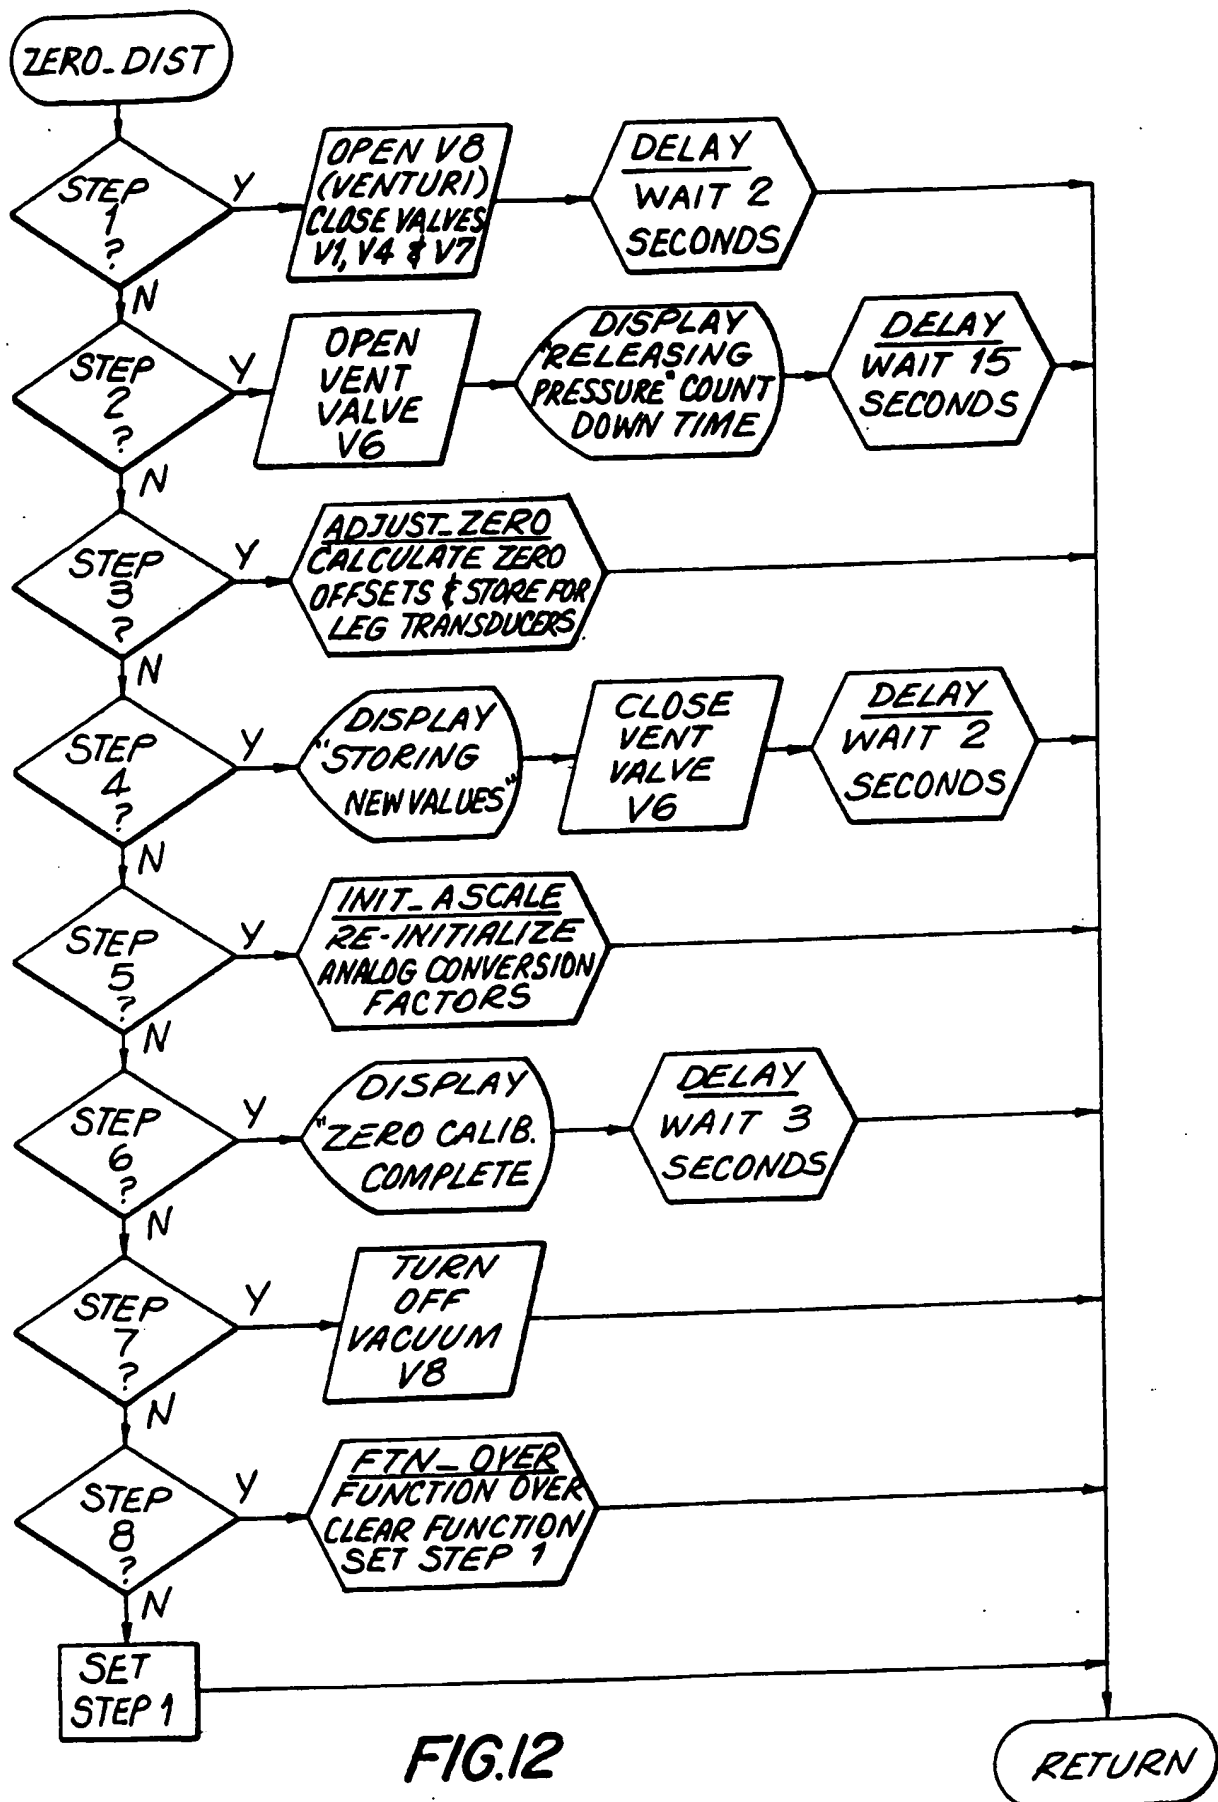 ZERO_DIST
STEP
1
?
Y
OPEN V8
(VENTURI)
CLOSE VALVES
V1, V4 & V7
DELAY
WAIT 2
SECONDS
N
STEP
2
?
Y
OPEN
VENT
VALVE
V6
DISPLAY
"RELEASING
PRESSURE" COUNT
DOWN TIME
DELAY
WAIT 15
SECONDS
N
STEP
3
?
Y
ADJUST_ZERO
CALCULATE ZERO
OFFSETS & STORE FOR
LEG TRANSDUCERS
N
STEP
4
?
Y
DISPLAY
"STORING
NEW VALUES"
CLOSE
VENT
VALVE
V6
DELAY
WAIT 2
SECONDS
N
STEP
5
?
Y
INIT_ASCALE
RE-INITIALIZE
ANALOG CONVERSION
FACTORS
N
STEP
6
?
Y
DISPLAY
"ZERO CALIB.
COMPLETE
DELAY
WAIT 3
SECONDS
N
STEP
7
?
Y
TURN
OFF
VACUUM
V8
N
STEP
8
?
Y
FTN_OVER
FUNCTION OVER
CLEAR FUNCTION
SET STEP 1
N
SET
STEP 1
RETURN
FIG.12